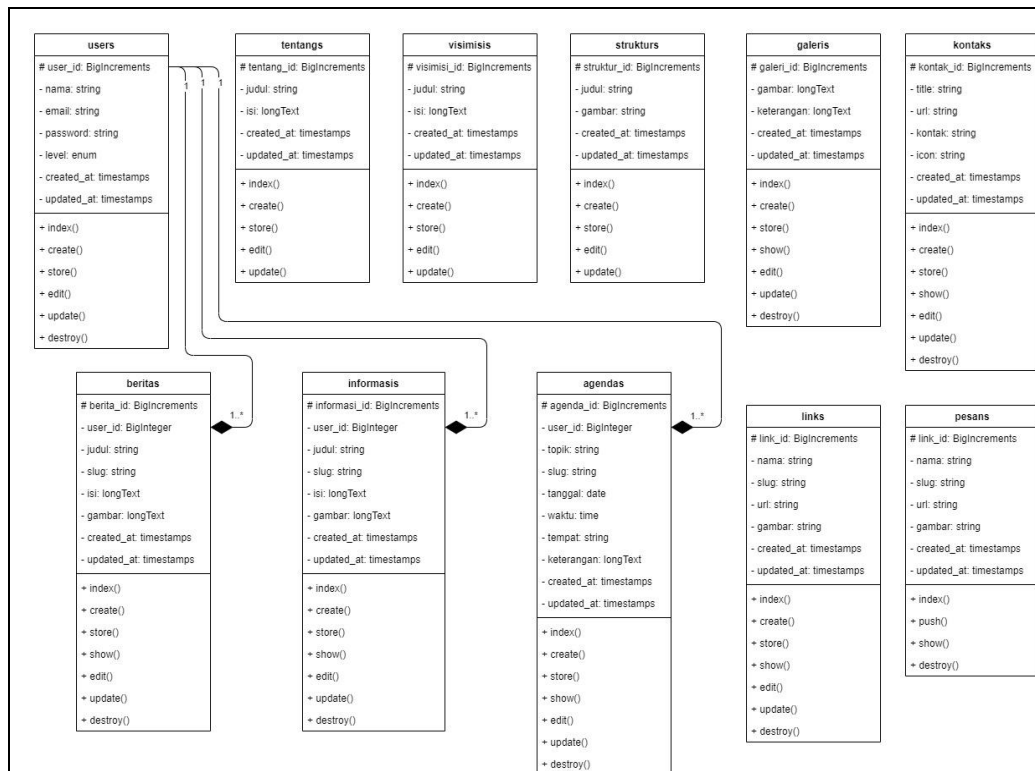 users
# user_id: BigIncrements
- nama: string
- email: string
- password: string
- level: enum
- created_at: timestamps
- updated_at: timestamps
+ index()
+ create()
+ store()
+ edit()
+ update()
+ destroy()
tentangs
# tentang_id: BigIncrements
- judul: string
- isi: longText
- created_at: timestamps
- updated_at: timestamps
+ index()
+ create()
+ store()
+ edit()
+ update()
visimisis
# visimisi_id: BigIncrements
- judul: string
- isi: longText
- created_at: timestamps
- updated_at: timestamps
+ index()
+ create()
+ store()
+ edit()
+ update()
strukturs
# struktur_id: BigIncrements
- judul: string
- gambar: string
- created_at: timestamps
- updated_at: timestamps
+ index()
+ create()
+ store()
+ edit()
+ update()
galeris
# galeri_id: BigIncrements
- gambar: longText
- keterangan: longText
- created_at: timestamps
- updated_at: timestamps
+ index()
+ create()
+ store()
+ show()
+ edit()
+ update()
+ destroy()
kontaks
# kontak_id: BigIncrements
- title: string
- url: string
- kontak: string
- icon: string
- created_at: timestamps
- updated_at: timestamps
+ index()
+ create()
+ store()
+ show()
+ edit()
+ update()
+ destroy()
1
1
1
beritas
# berita_id: BigIncrements
- user_id: BigInteger
- judul: string
- slug: string
- isi: longText
- gambar: longText
- created_at: timestamps
- updated_at: timestamps
+ index()
+ create()
+ store()
+ show()
+ edit()
+ update()
+ destroy()
1..*
informasis
# informasi_id: BigIncrements
- user_id: BigInteger
- judul: string
- slug: string
- isi: longText
- gambar: longText
- created_at: timestamps
- updated_at: timestamps
+ index()
+ create()
+ store()
+ show()
+ edit()
+ update()
+ destroy()
1..*
agendas
# agenda_id: BigIncrements
- user_id: BigInteger
- topik: string
- slug: string
- tanggal: date
- waktu: time
- tempat: string
- keterangan: longText
- created_at: timestamps
- updated_at: timestamps
+ index()
+ create()
+ store()
+ show()
+ edit()
+ update()
+ destroy()
1..*
links
# link_id: BigIncrements
- nama: string
- slug: string
- url: string
- gambar: string
- created_at: timestamps
- updated_at: timestamps
+ index()
+ create()
+ store()
+ show()
+ edit()
+ update()
+ destroy()
pesans
# link_id: BigIncrements
- nama: string
- slug: string
- url: string
- gambar: string
- created_at: timestamps
- updated_at: timestamps
+ index()
+ push()
+ show()
+ destroy()